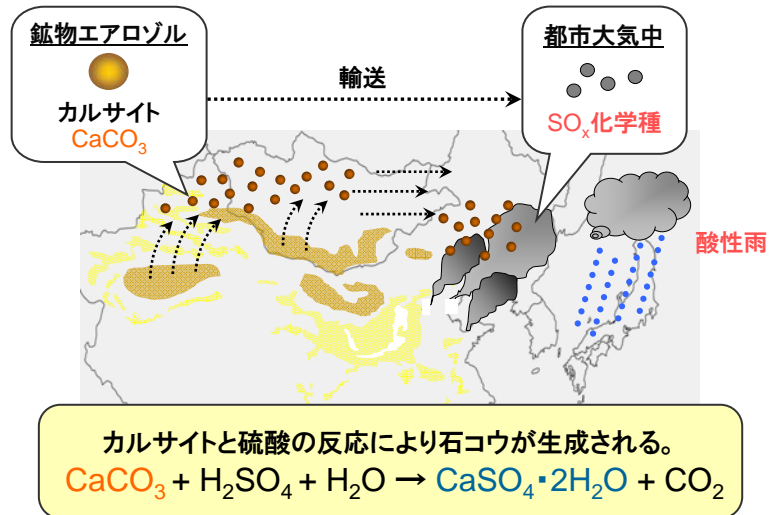 鉱物エアロゾル
カルサイト
CaCO₃
輸送
都市大気中
SOₓ化学種
酸性雨
カルサイトと硫酸の反応により石コウが生成される。
CaCO₃ + H₂SO₄ + H₂O → CaSO₄・2H₂O + CO₂